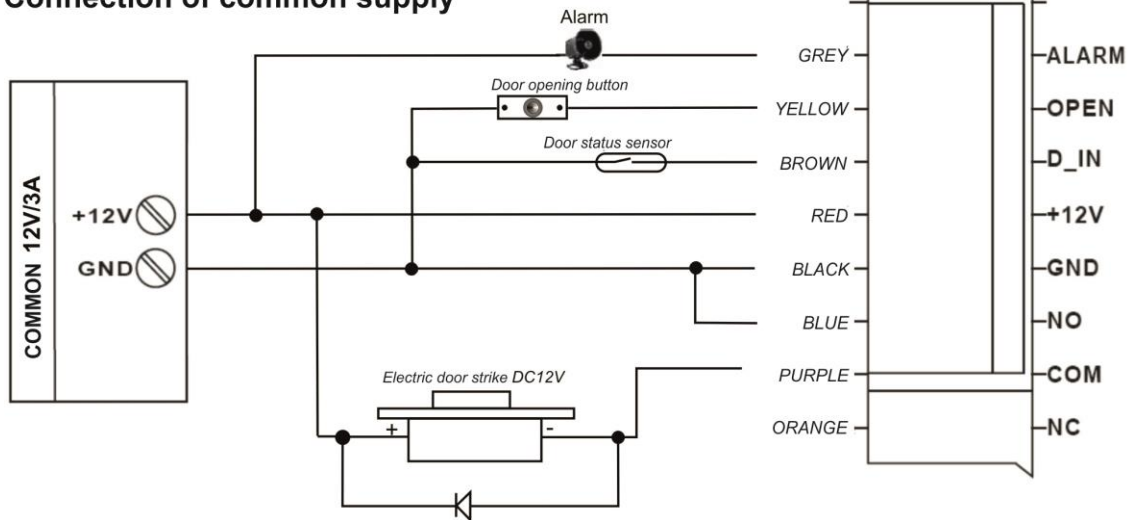 Connection of common supply
Alarm
GREY
ALARM
Door opening button
YELLOW
OPEN
Door status sensor
BROWN
D_IN
COMMON 12V/3A
+12V
RED
+12V
GND
BLACK
GND
BLUE
NO
Electric door strike DC12V
PURPLE
COM
+
-
ORANGE
NC